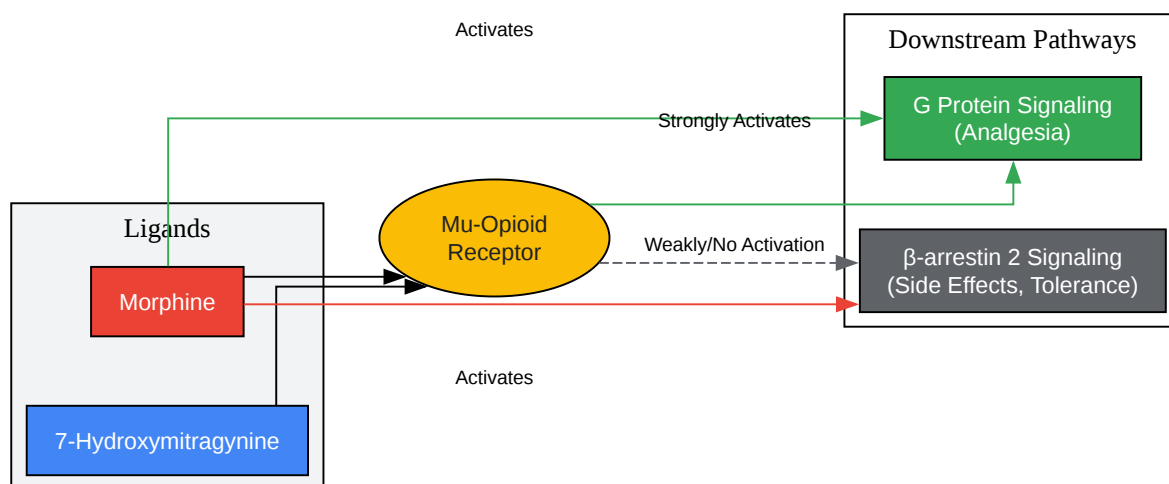 Activates
Downstream Pathways
G Protein Signaling
(Analgesia)
Strongly Activates
Ligands
Mu-Opioid
Receptor
Weakly/No Activation
β-arrestin 2 Signaling
(Side Effects, Tolerance)
Morphine
Activates
7-Hydroxymitragynine